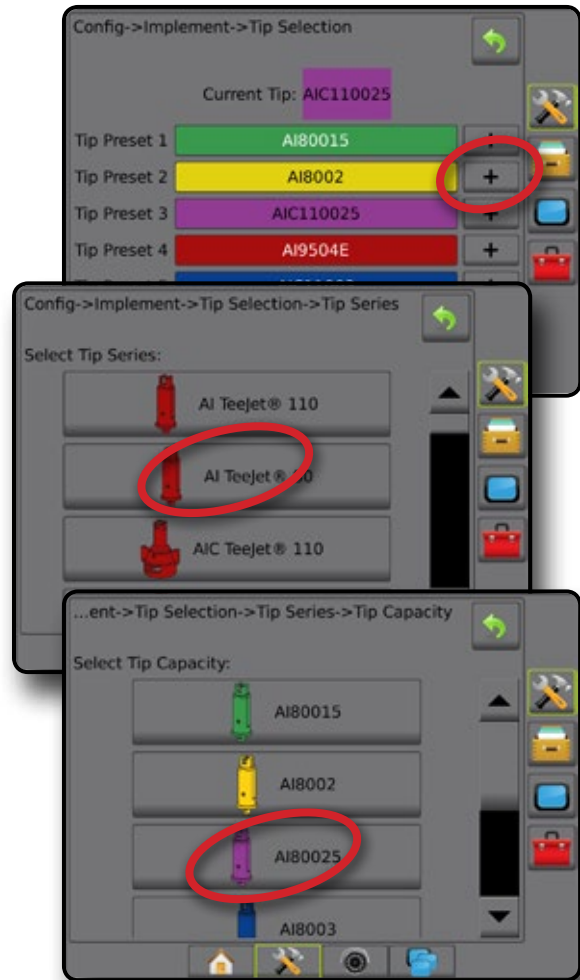 Config->Implement->Tip Selection
Current Tip: AIC110025
Tip Preset 1 AI80015 +
Tip Preset 2 AI8002 +
Tip Preset 3 AIC110025 +
Tip Preset 4 AI9504E +
Config->Implement->Tip Selection->Tip Series
Select Tip Series:
AI TeeJet® 110
AI TeeJet®
AIC TeeJet® 110
...ent->Tip Selection->Tip Series->Tip Capacity
Select Tip Capacity:
AI80015
AI8002
AI80025
AI8003